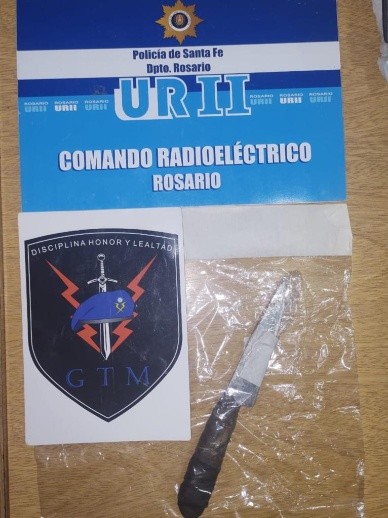 Policía de Santa Fe
Dpto. Rosario
URII
ROSARIO URII ROSARIO URII ROSARIO URII
ROSARIO URII ROSARIO URII ROSARIO URII
COMANDO RADIOELÉCTRICO
ROSARIO
DISCIPLINA HONOR Y LEALTAD
GTM